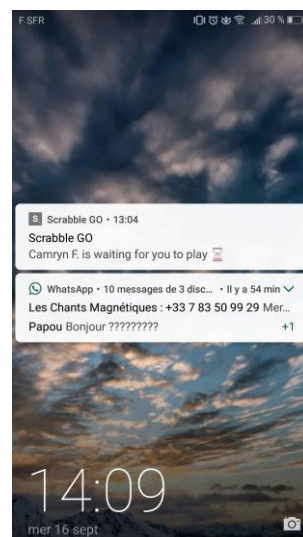 F SFR 30 %
S Scrabble GO • 13:04
Scrabble GO
Camryn F. is waiting for you to play
WhatsApp • 10 messages de 3 disc... • Il y a 54 min
Les Chants Magnétiques : +33 7 83 50 99 29 Mer...
Papou Bonjour ????????? +1
14:09
mer 16 sept